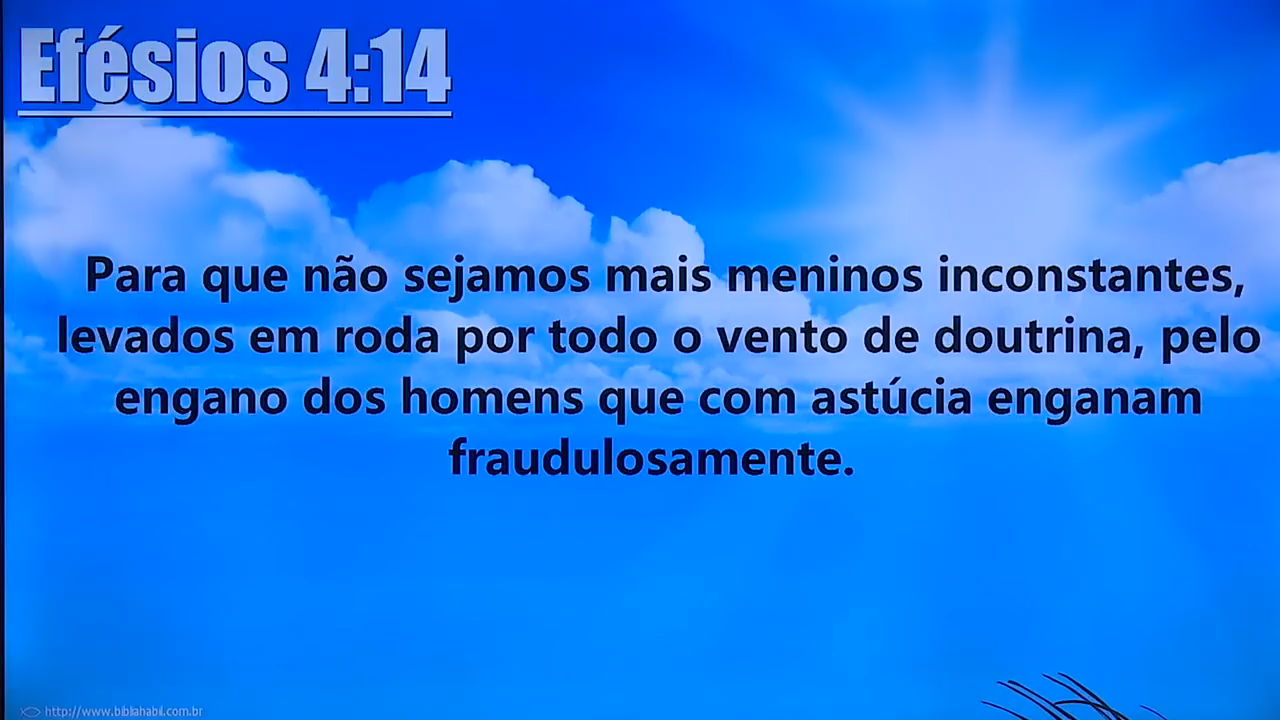 Efésios 4:14
Para que não sejamos mais meninos inconstantes,
levados em roda por todo o vento de doutrina, pelo
engano dos homens que com astúcia enganam
fraudulosamente.
http://www.bibliahabil.com.br